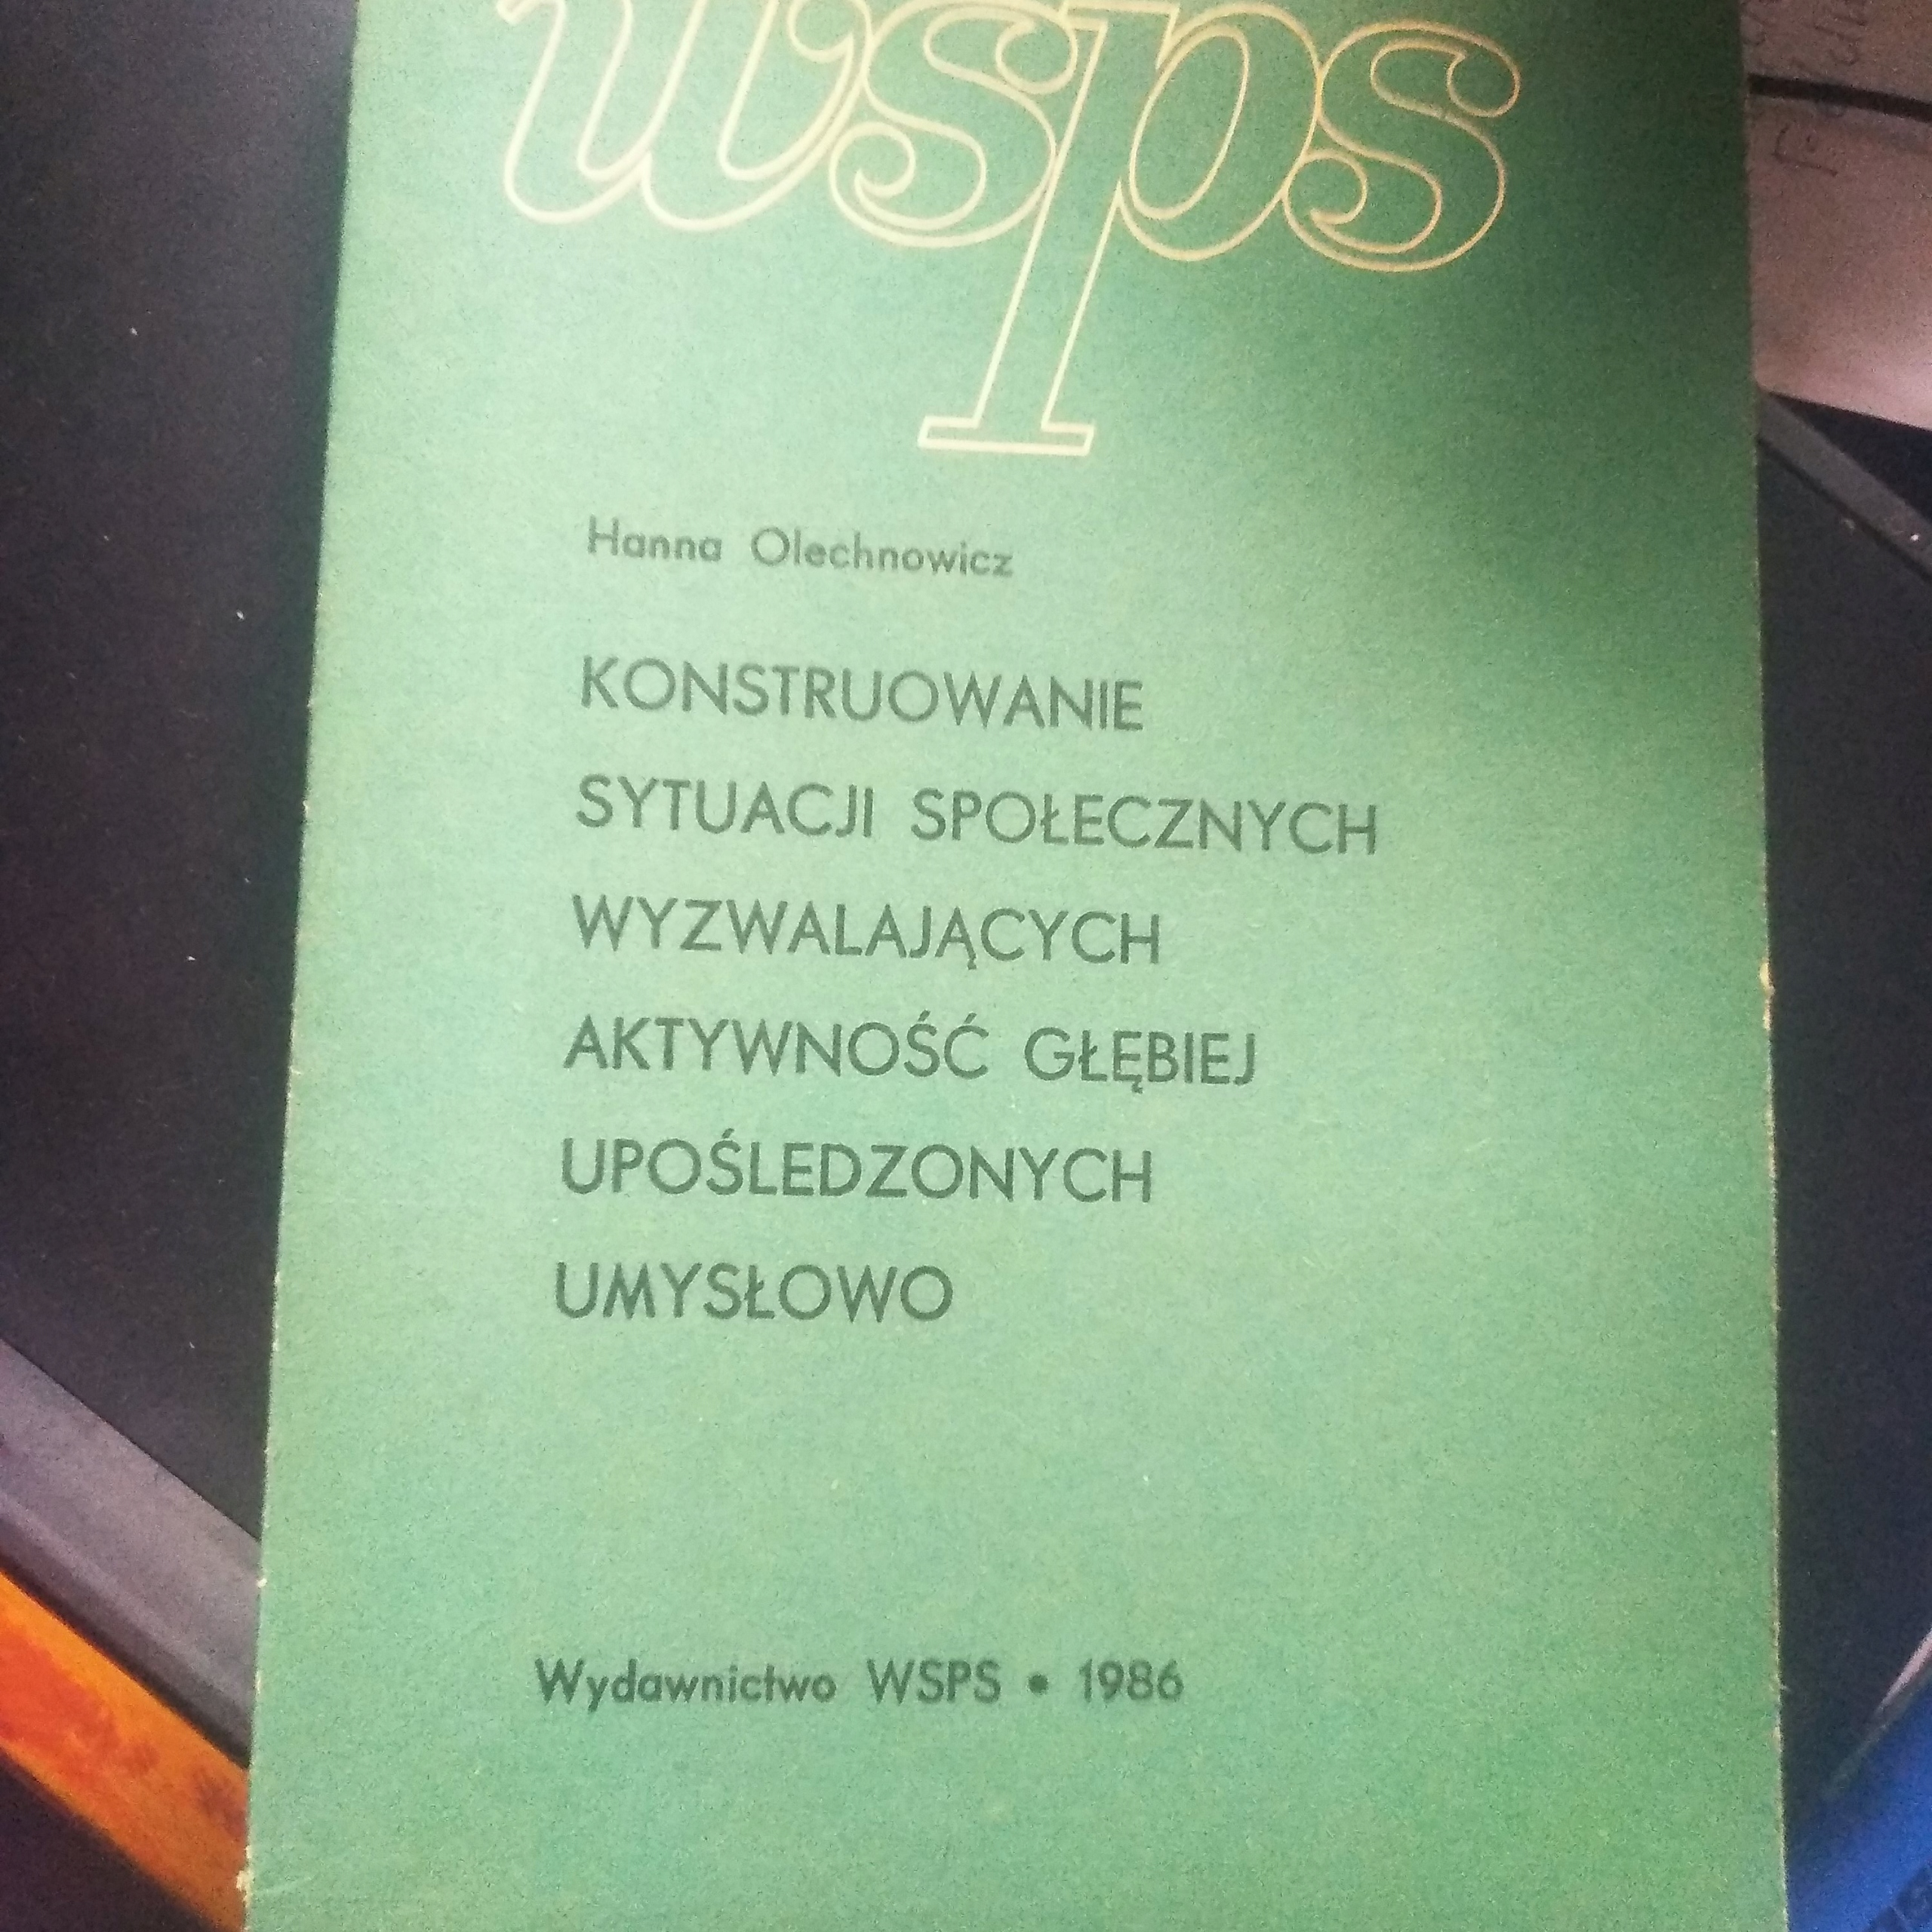 wsps
Hanna Olechnowicz
KONSTRUOWANIE
SYTUACJI SPOŁECZNYCH
WYZWALAJĄCYCH
AKTYWNOŚĆ GŁĘBIEJ
UPOŚLEDZONYCH
UMYSŁOWO
Wydawnictwo WSPS • 1986